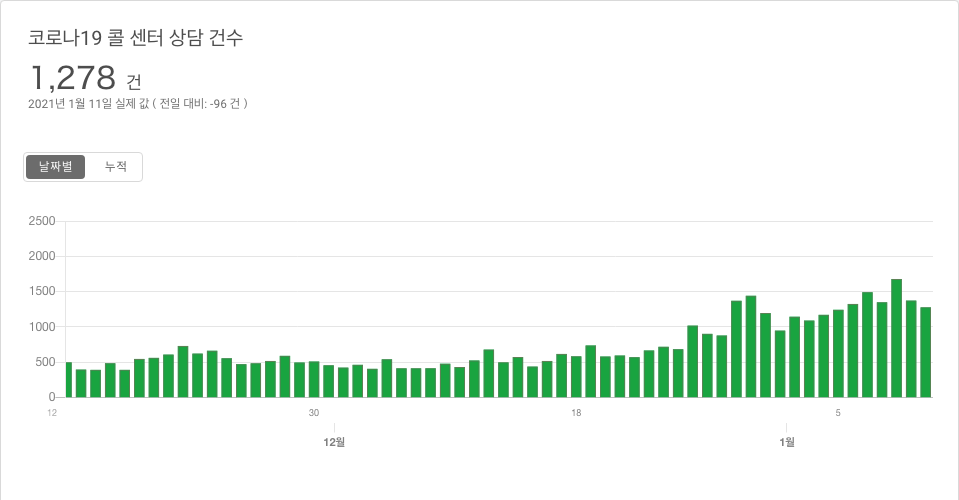 코로나19 콜 센터 상담 건수
1,278 건
2021년 1월 11일 실제 값 ( 전일 대비: -96 건 )
날짜별 누적
2500
2000
1500
1000
500
0
12 30 18 5
12월 1월